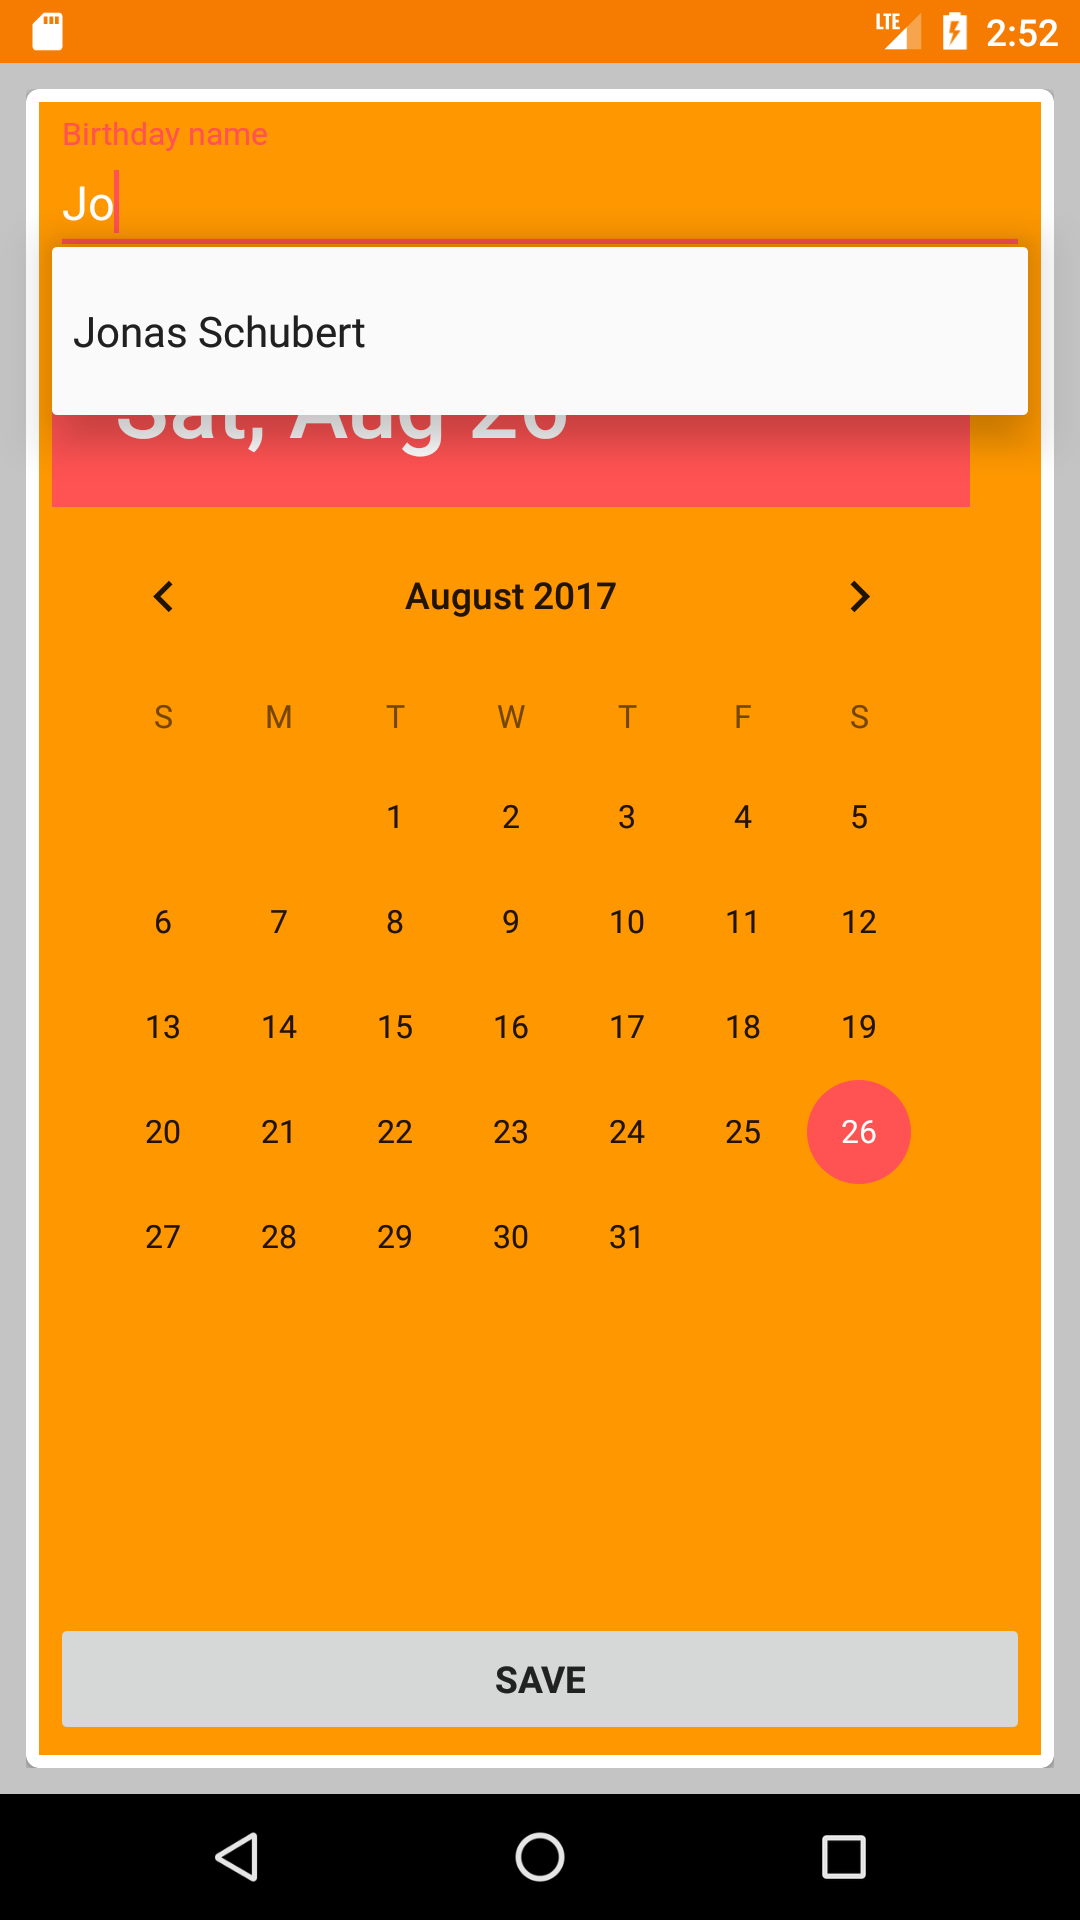 LTE 2:52
Birthday name
Jo
Jonas Schubert
Sat, Aug 26
August 2017
S M T W T F S
1 2 3 4 5
6 7 8 9 10 11 12
13 14 15 16 17 18 19
20 21 22 23 24 25 26
27 28 29 30 31
SAVE